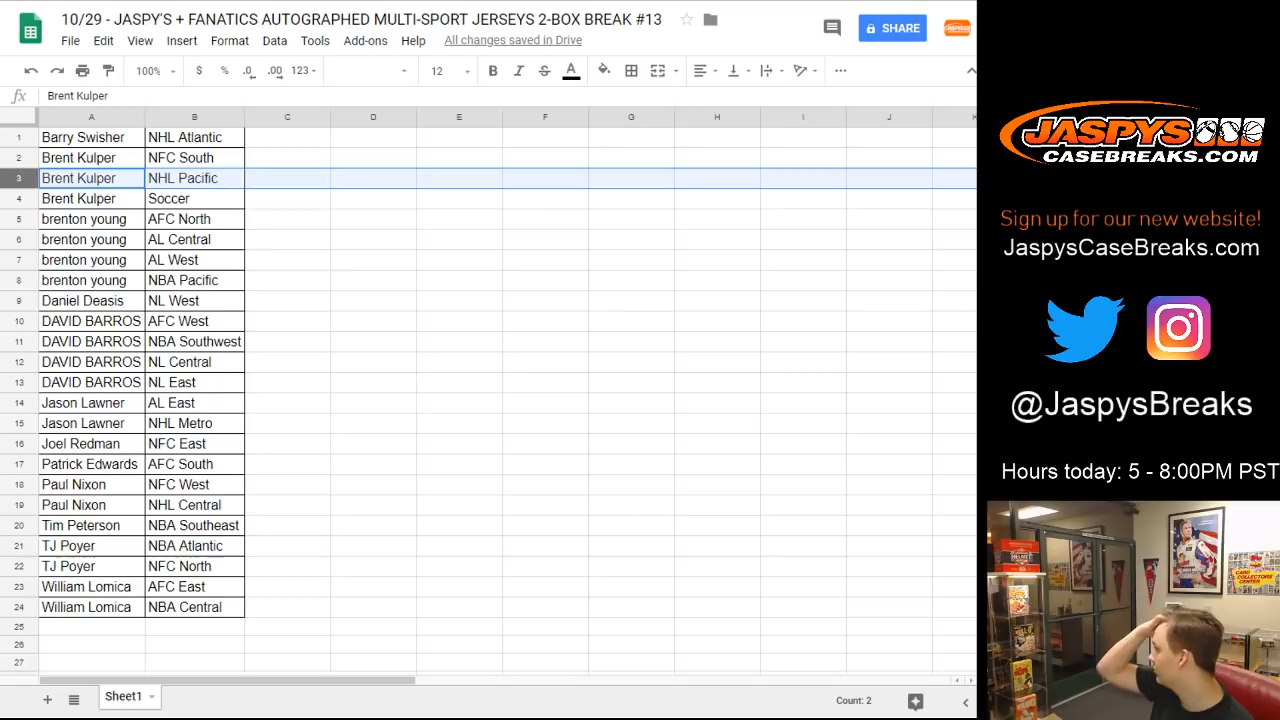 10/29 - JASPY'S + FANATICS AUTOGRAPHED MULTI-SPORT JERSEYS 2-BOX BREAK #13
SHARE
File Edit View Insert Format Data Tools Add-ons Help All changes saved in Drive
100% $ % .0 .00 123 12 B I S A
fx Brent Kulper
A B C D E F G H I J K
1 Barry Swisher NHL Atlantic
2 Brent Kulper NFC South
3 Brent Kulper NHL Pacific
4 Brent Kulper Soccer
5 brenton young AFC North
6 brenton young AL Central
7 brenton young AL West
8 brenton young NBA Pacific
9 Daniel Deasis NL West
10 DAVID BARROS AFC West
11 DAVID BARROS NBA Southwest
12 DAVID BARROS NL Central
13 DAVID BARROS NL East
14 Jason Lawner AL East
15 Jason Lawner NHL Metro
16 Joel Redman NFC East
17 Patrick Edwards AFC South
18 Paul Nixon NFC West
19 Paul Nixon NHL Central
20 Tim Peterson NBA Southeast
21 TJ Poyer NBA Atlantic
22 TJ Poyer NFC North
23 William Lomica AFC East
24 William Lomica NBA Central
25
26
27
Sheet1
Count: 2
JASPYS
CASEBREAKS.COM
Sign up for our new website!
JaspysCaseBreaks.com
@JaspysBreaks
Hours today: 5 - 8:00PM PST
CARD
COLLECTORS
CENTER